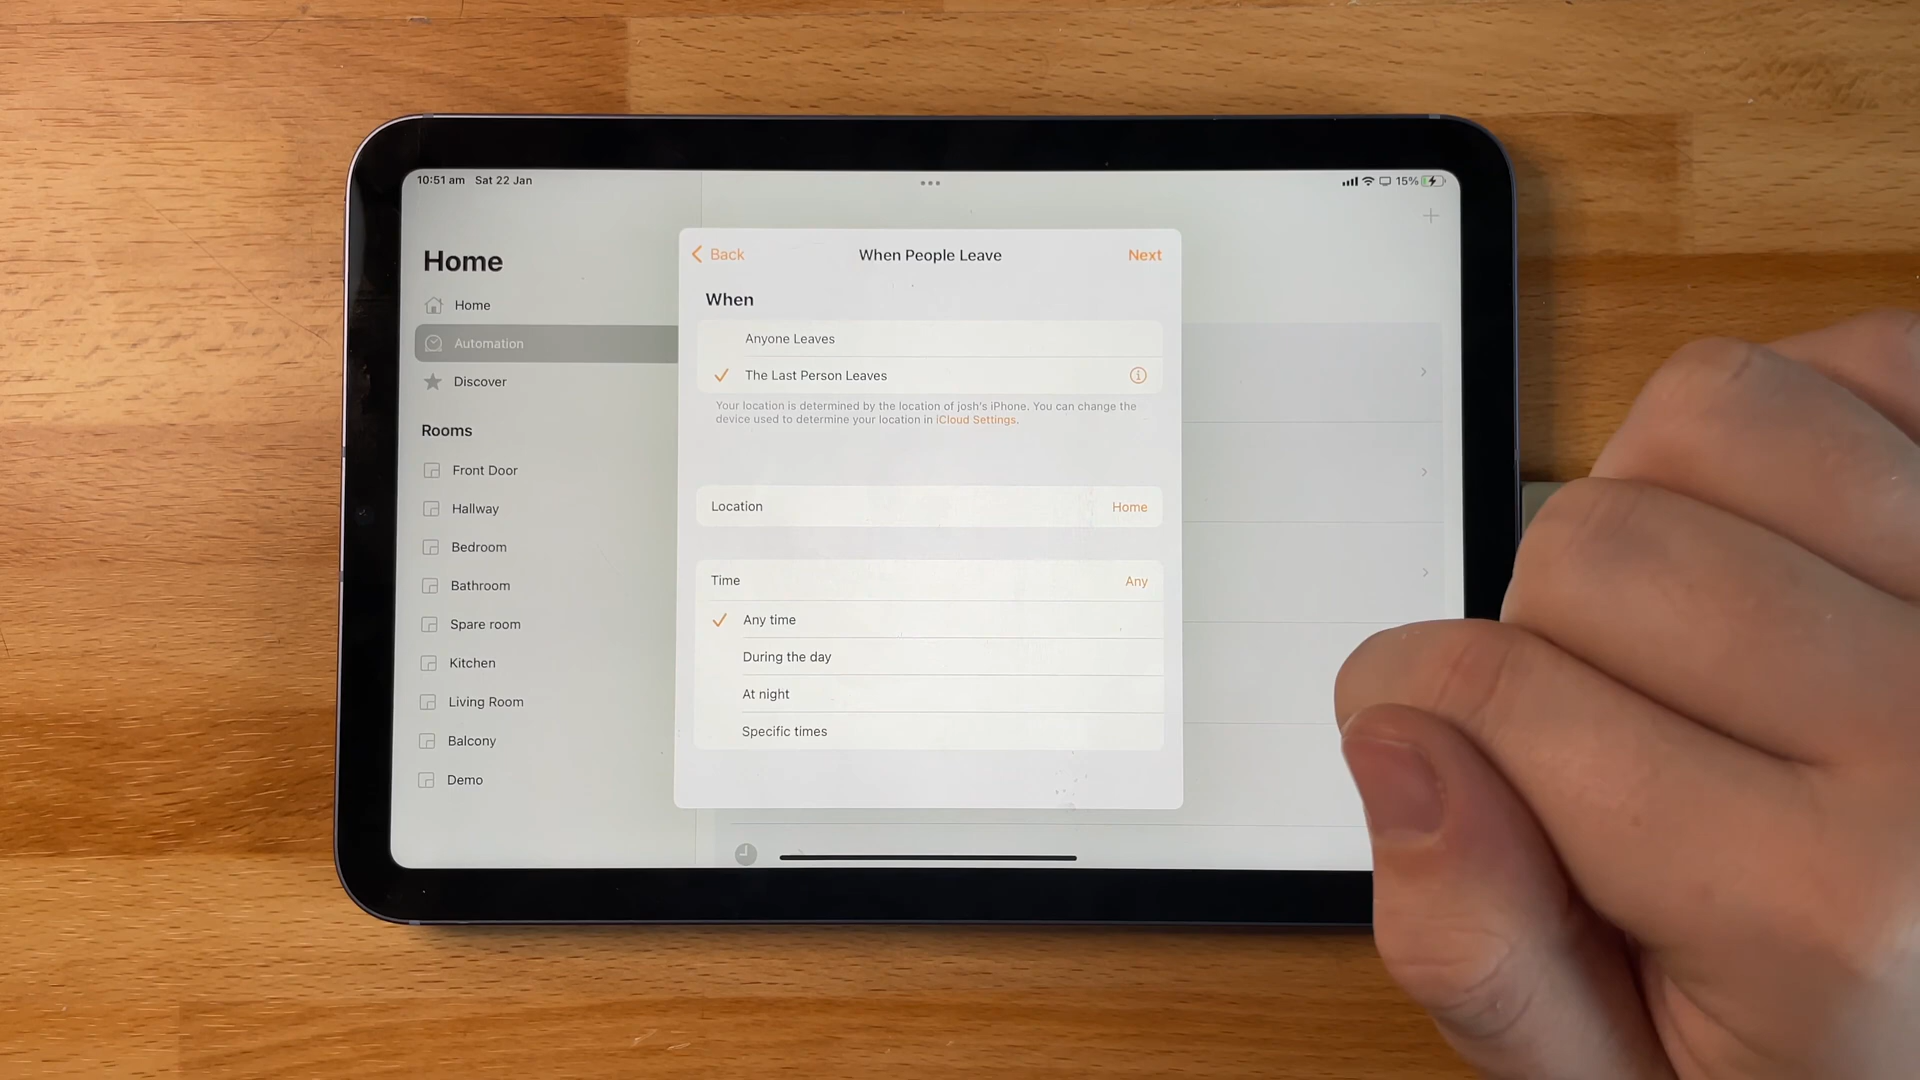 10:51 am Sat 22 Jan
15%
Home
Home
Automation
Discover
Rooms
Front Door
Hallway
Bedroom
Bathroom
Spare room
Kitchen
Living Room
Balcony
Demo
Back
When People Leave
Next
When
Anyone Leaves
The Last Person Leaves
Your location is determined by the location of josh's iPhone. You can change the
device used to determine your location in iCloud Settings.
Location
Home
Time
Any
Any time
During the day
At night
Specific times